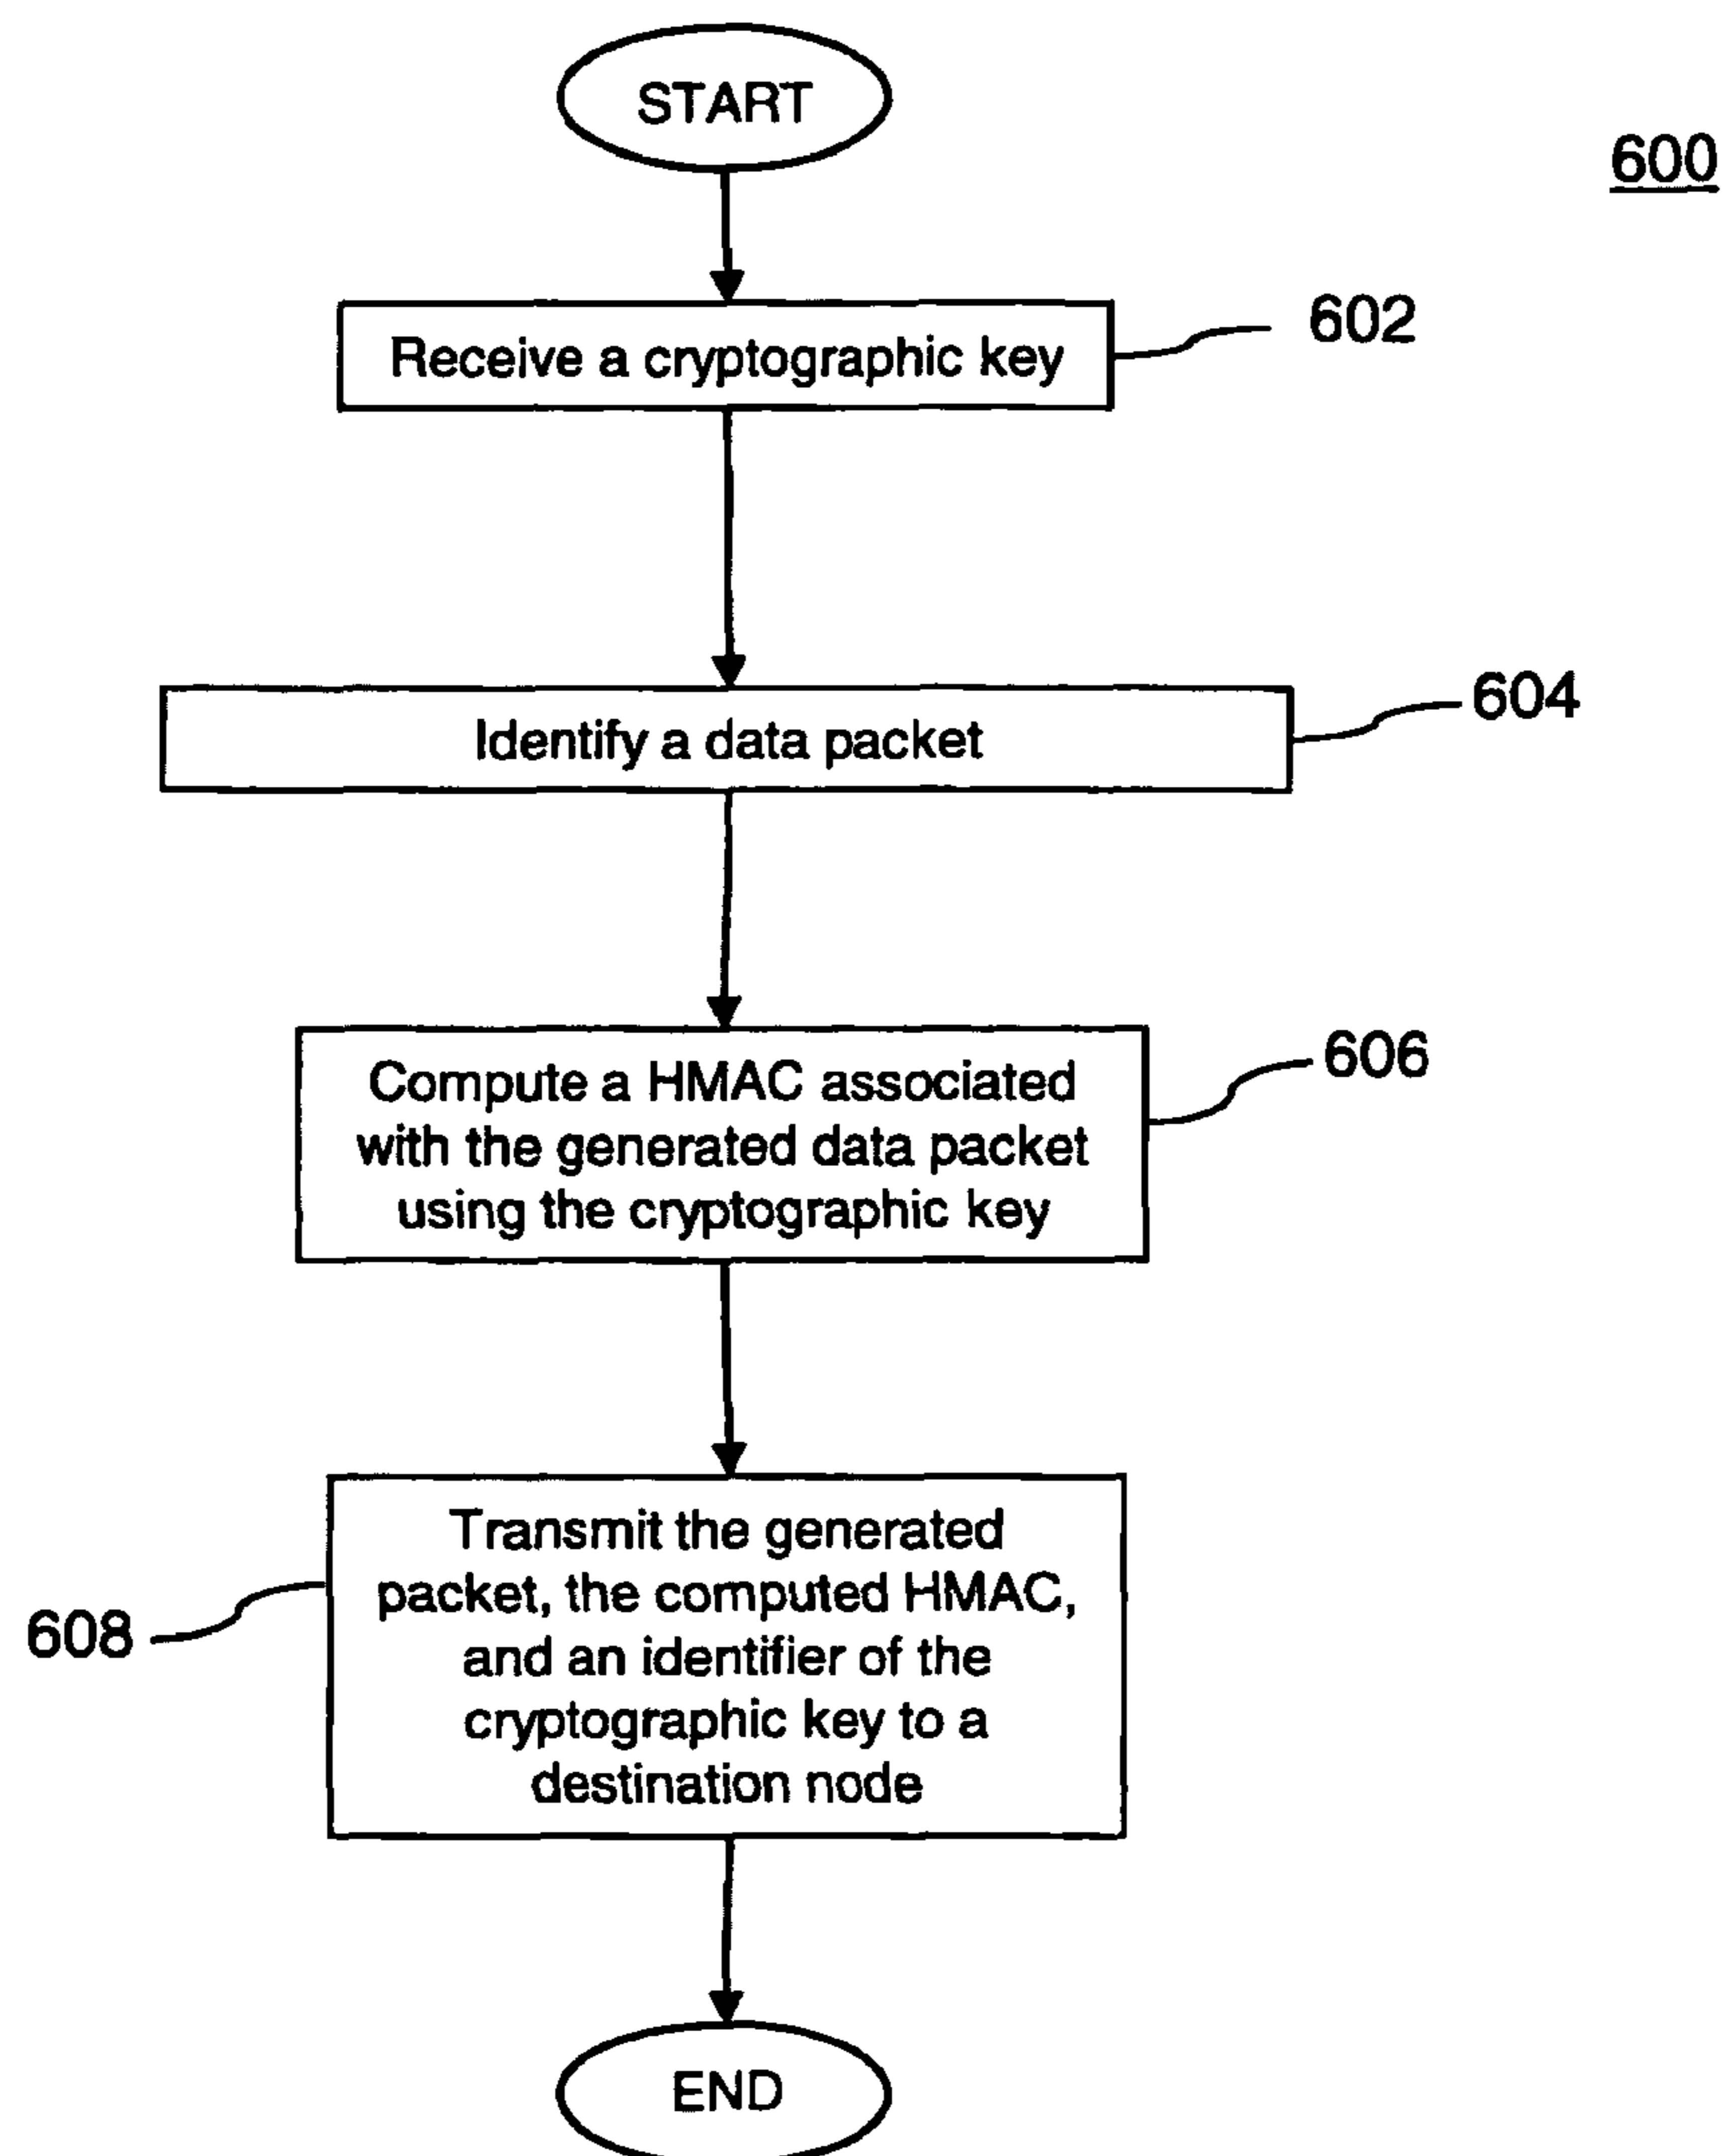 START
600
Receive a cryptographic key
602
Identify a data packet
604
Compute a HMAC associated
with the generated data packet
using the cryptographic key
606
Transmit the generated
packet, the computed HMAC,
and an identifier of the
cryptographic key to a
destination node
608
END